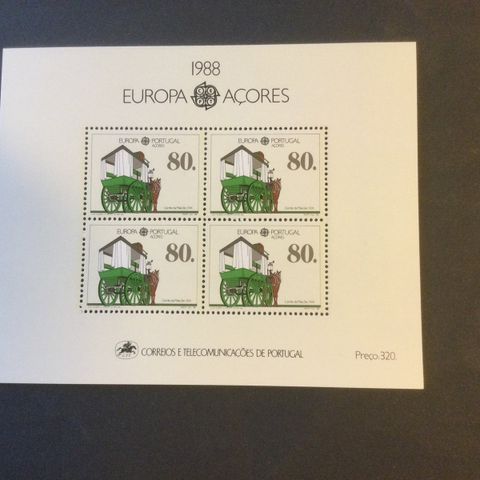 1988
EUROPA AÇORES
EUROPA PORTUGAL
AÇORES
80.
EUROPA PORTUGAL
AÇORES
80.
EUROPA PORTUGAL
AÇORES
80.
EUROPA PORTUGAL
AÇORES
80.
CORREIOS E TELECOMUNICAÇÕES DE PORTUGAL
Preço: 320.